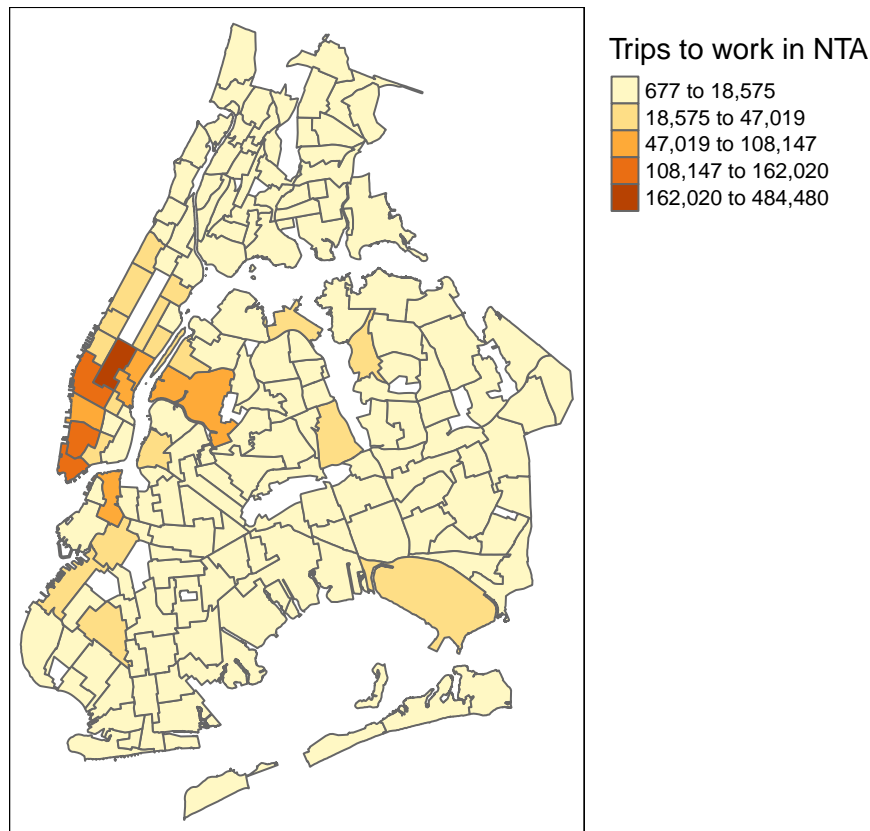 Trips to work in NTA
677 to 18,575
18,575 to 47,019
47,019 to 108,147
108,147 to 162,020
162,020 to 484,480